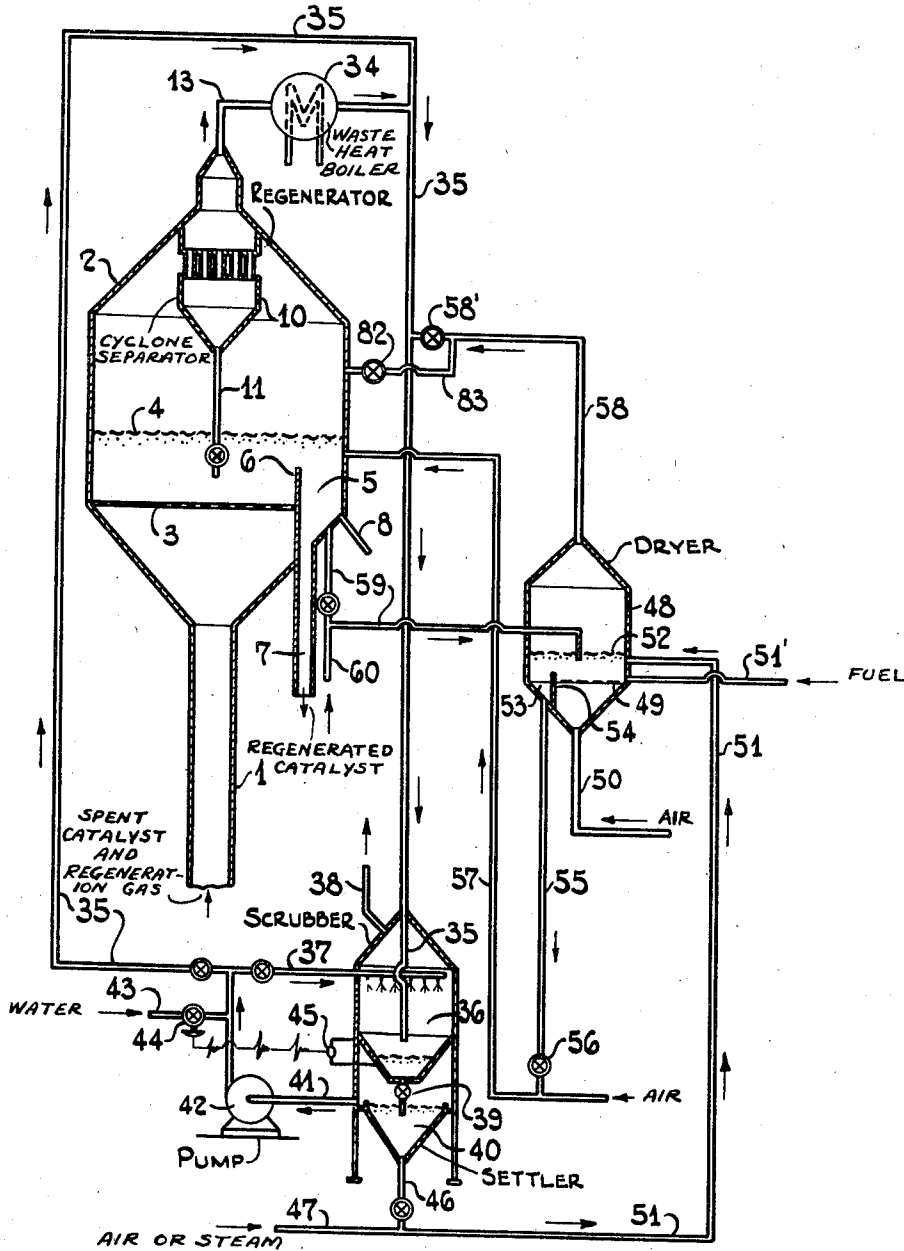 35
34
13
WASTE
HEAT
BOILER
35
REGENERATOR
2
10
58'
CYCLONE
SEPARATOR
82
11
83
58
4
6
5
8
3
DRYER
59
48
52
7
60
51'
FUEL
53
49
54
REGENERATED
CATALYST
51
1
50
SPENT
CATALYST
AND
REGENERAT-
ION GAS
AIR
38
57
55
SCRUBBER
35
35
37
43
WATER
36
44
45
56
41
AIR
42
39
40
PUMP
SETTLER
46
47
51
AIR OR STEAM